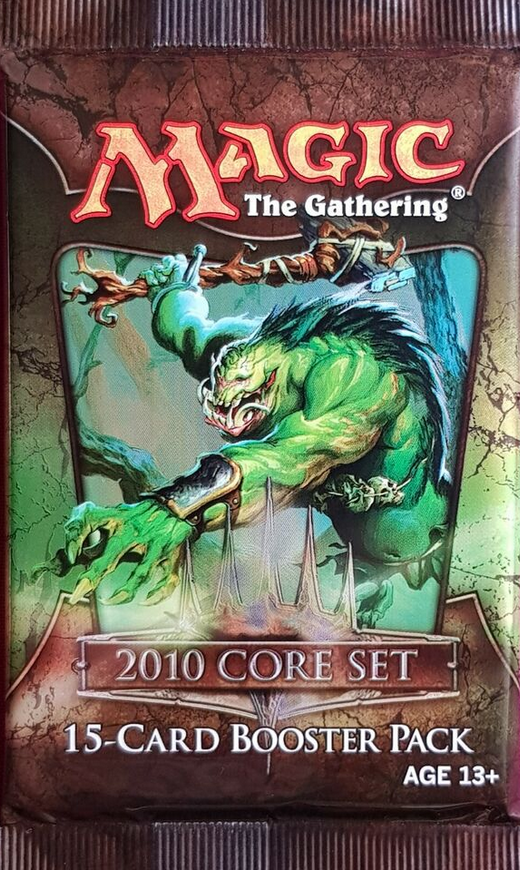 MAGIC
The Gathering®
2010 CORE SET
15-CARD BOOSTER PACK
AGE 13+